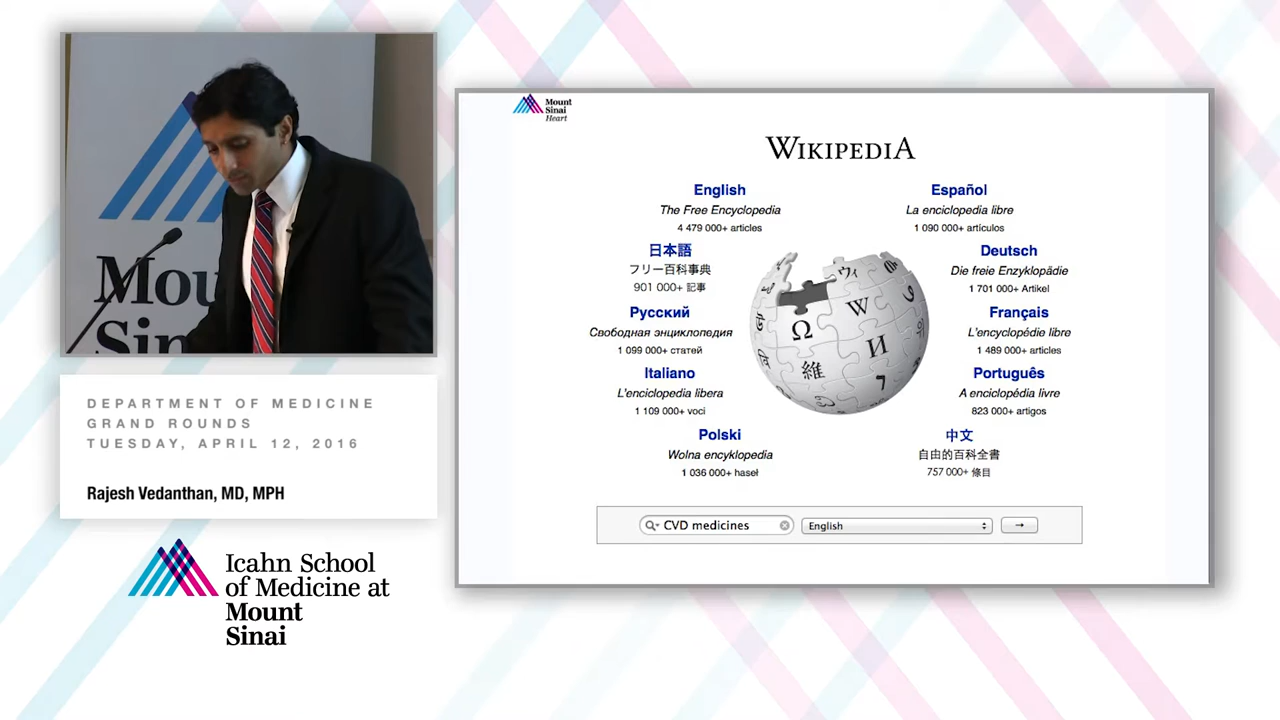 Mou
Sin
DEPARTMENT OF MEDICINE
GRAND ROUNDS
TUESDAY, APRIL 12, 2016
Rajesh Vedanthan, MD, MPH
Icahn School
of Medicine at
Mount
Sinai
Mount
Sinai
Heart
WIKIPEDIA
English
The Free Encyclopedia
4 479 000+ articles
Español
La enciclopedia libre
1 090 000+ artículos
日本語
フリー百科事典
901 000+ 記事
Deutsch
Die freie Enzyklopädie
1 701 000+ Artikel
Русский
Свободная энциклопедия
1 099 000+ статей
Français
L'encyclopédie libre
1 489 000+ articles
Italiano
L'enciclopedia libera
1 109 000+ voci
Português
A enciclopédia livre
823 000+ artigos
Polski
Wolna encyklopedia
1 036 000+ haseł
中文
自由的百科全書
757 000+ 條目
Ω
W
維
И
ウィ
CVD medicines
English
→